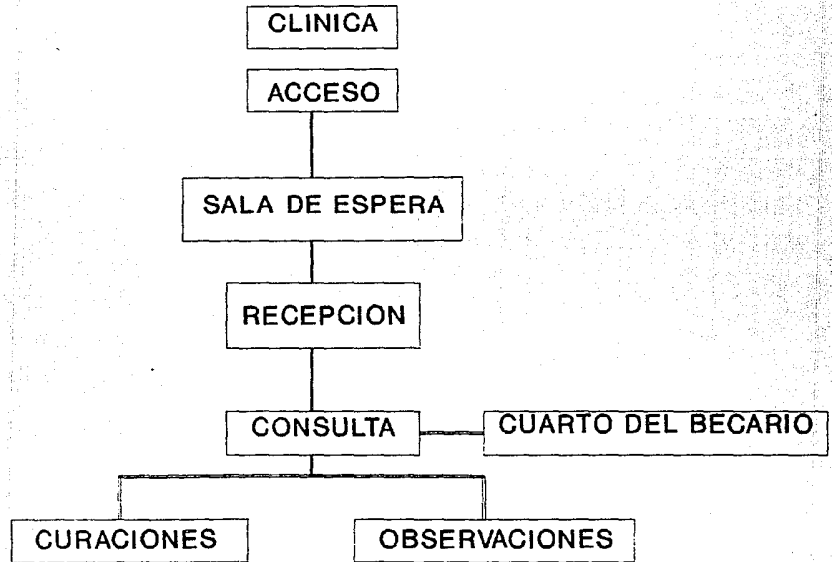 CLINICA
ACCESO
SALA DE ESPERA
RECEPCION
CONSULTA
CUARTO DEL BECARIO
CURACIONES
OBSERVACIONES